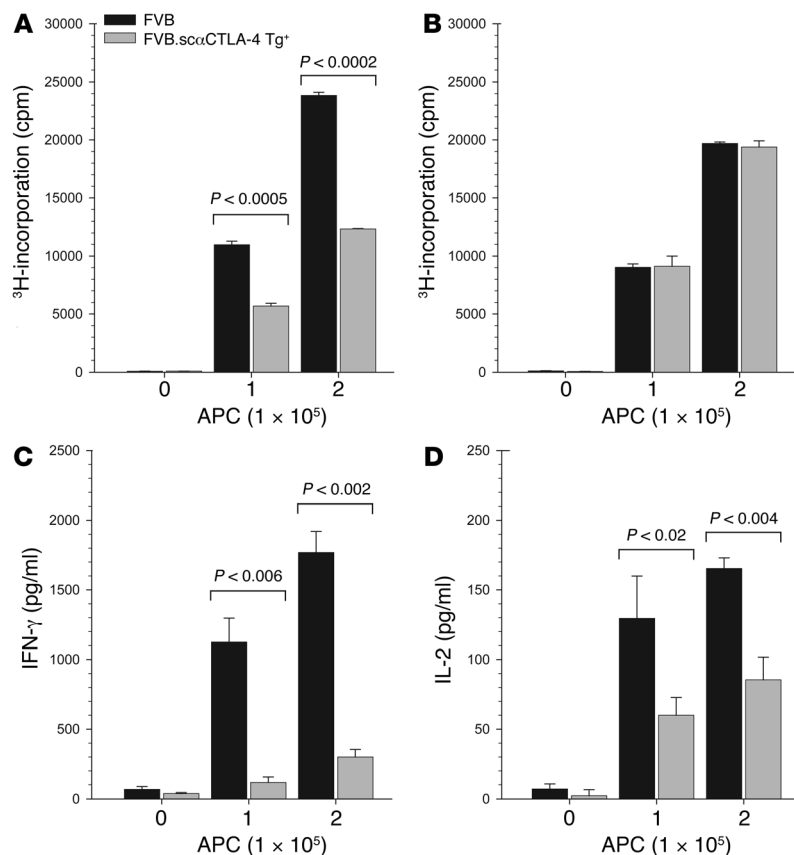 A
FVB
FVB.scαCTLA-4 Tg⁺
30000
25000
20000
15000
10000
5000
0
³H-incorporation (cpm)
P < 0.0005
P < 0.0002
0 1 2
APC (1 × 10⁵)
B
30000
25000
20000
15000
10000
5000
0
³H-incorporation (cpm)
0 1 2
APC (1 × 10⁵)
C
2500
2000
1500
1000
500
0
IFN-γ (pg/ml)
P < 0.006
P < 0.002
0 1 2
APC (1 × 10⁵)
D
250
200
150
100
50
0
IL-2 (pg/ml)
P < 0.02
P < 0.004
0 1 2
APC (1 × 10⁵)